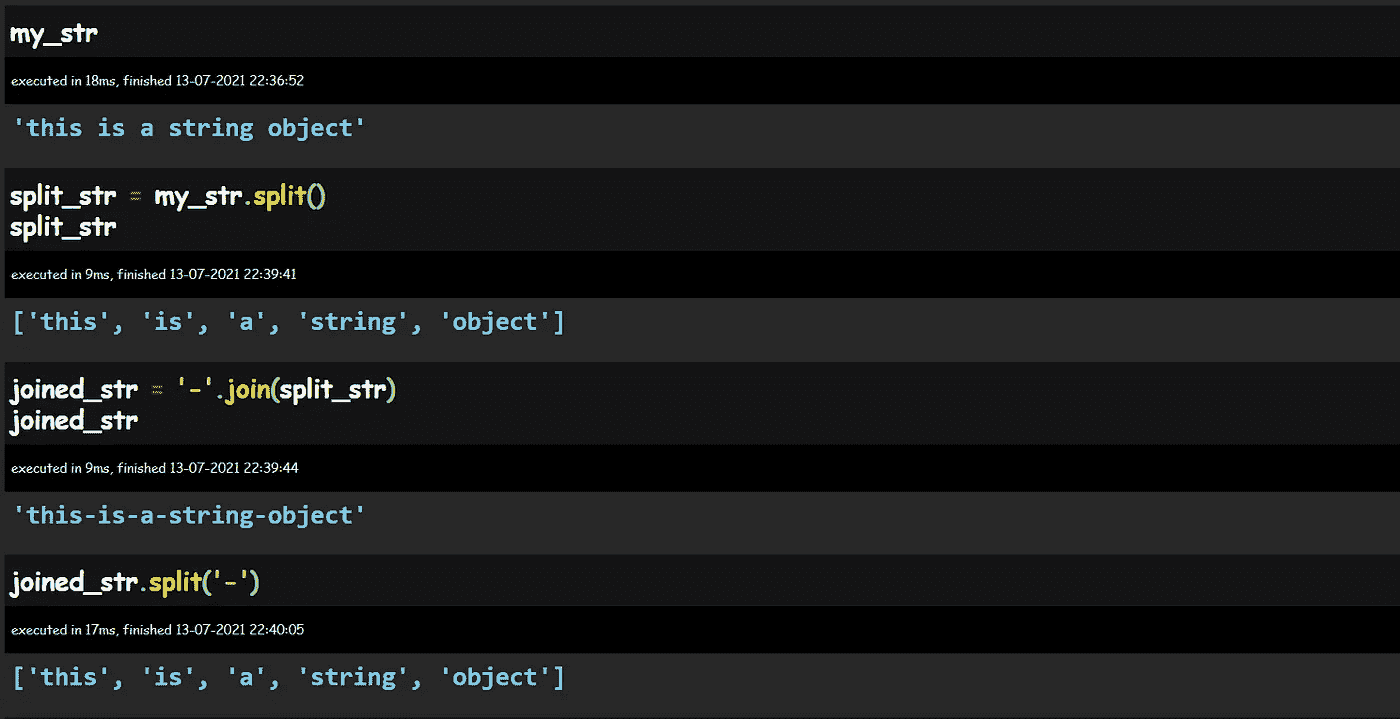 my_str
executed in 18ms, finished 13-07-2021 22:36:52
'this is a string object'
split_str = my_str.split()
split_str
executed in 9ms, finished 13-07-2021 22:39:41
['this', 'is', 'a', 'string', 'object']
joined_str = '-'.join(split_str)
joined_str
executed in 9ms, finished 13-07-2021 22:39:44
'this-is-a-string-object'
joined_str.split('-')
executed in 17ms, finished 13-07-2021 22:40:05
['this', 'is', 'a', 'string', 'object']